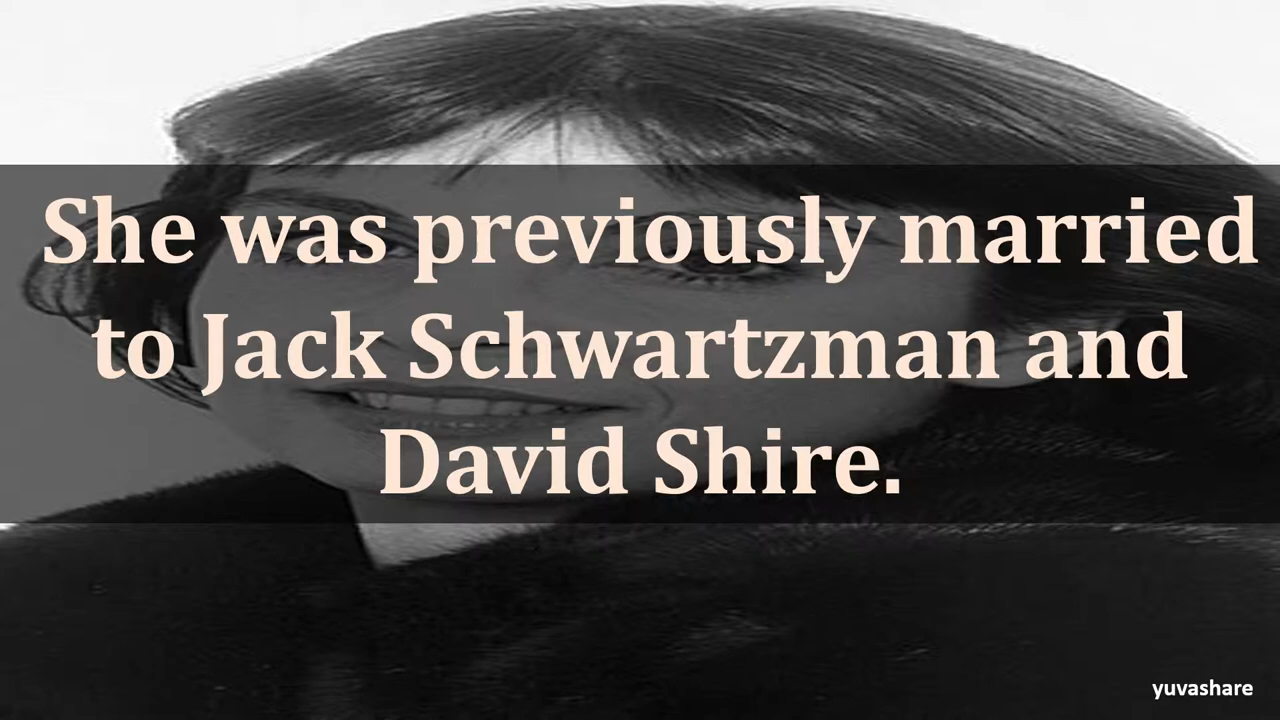 She was previously married
to Jack Schwartzman and
David Shire.
yuvashare